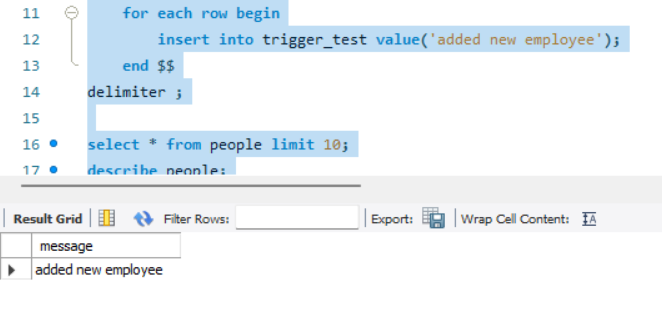 11 for each row begin
12 insert into trigger_test value('added new employee');
13 end $$
14 delimiter ;
15
16 select * from people limit 10;
17 describe people;
Result Grid Filter Rows: Export: Wrap Cell Content: IA
message
added new employee